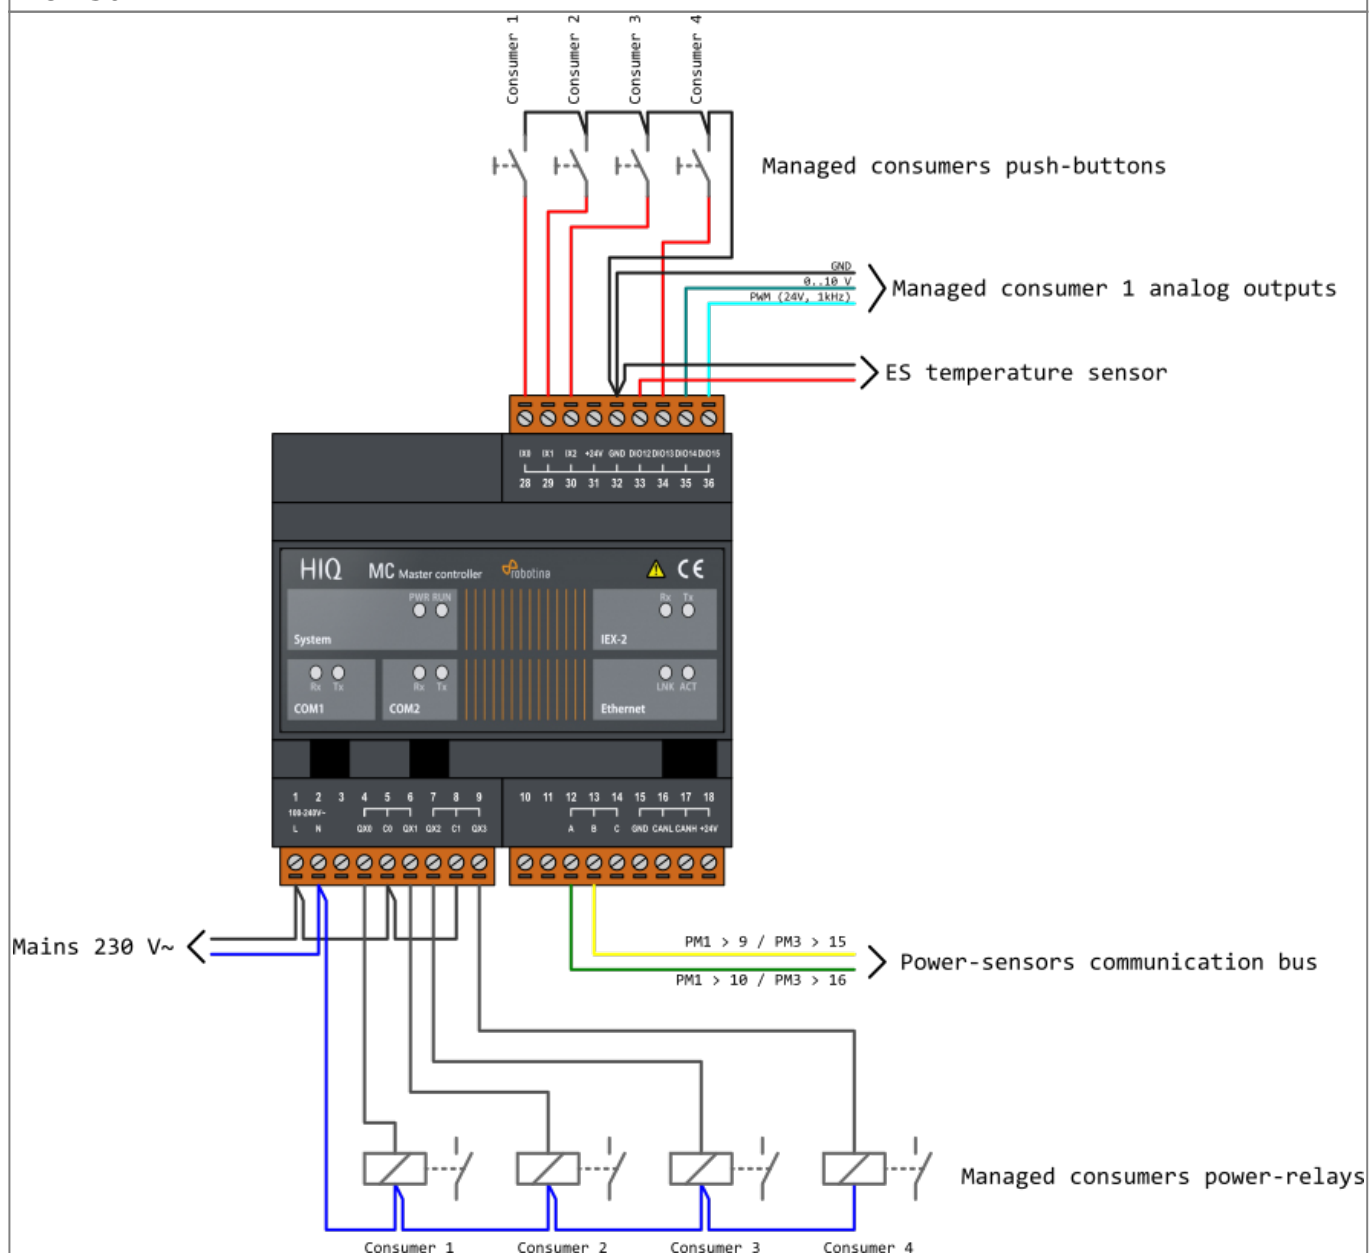 Consumer 1
Consumer 2
Consumer 3
Consumer 4
Managed consumers push-buttons
GND
0..10 V
PWM (24V, 1kHz)
Managed consumer 1 analog outputs
ES temperature sensor
IX0 IX1 IX2 +24V GND DIO12 DIO13 DIO14 DIO15
28 29 30 31 32 33 34 35 36
HIQ MC Master controller robotina CE
PWR RUN
System
Rx Tx
IEX-2
Rx Tx
COM1
Rx Tx
COM2
LNK ACT
Ethernet
1 2 3 4 5 6 7 8 9 10 11 12 13 14 15 16 17 18
100-240V~
L N QX0 C0 QX1 QX2 C1 QX3 A B C GND CANL CANH +24V
Mains 230 V~
PM1 > 9 / PM3 > 15
Power-sensors communication bus
PM1 > 10 / PM3 > 16
Managed consumers power-relays
Consumer 1 Consumer 2 Consumer 3 Consumer 4